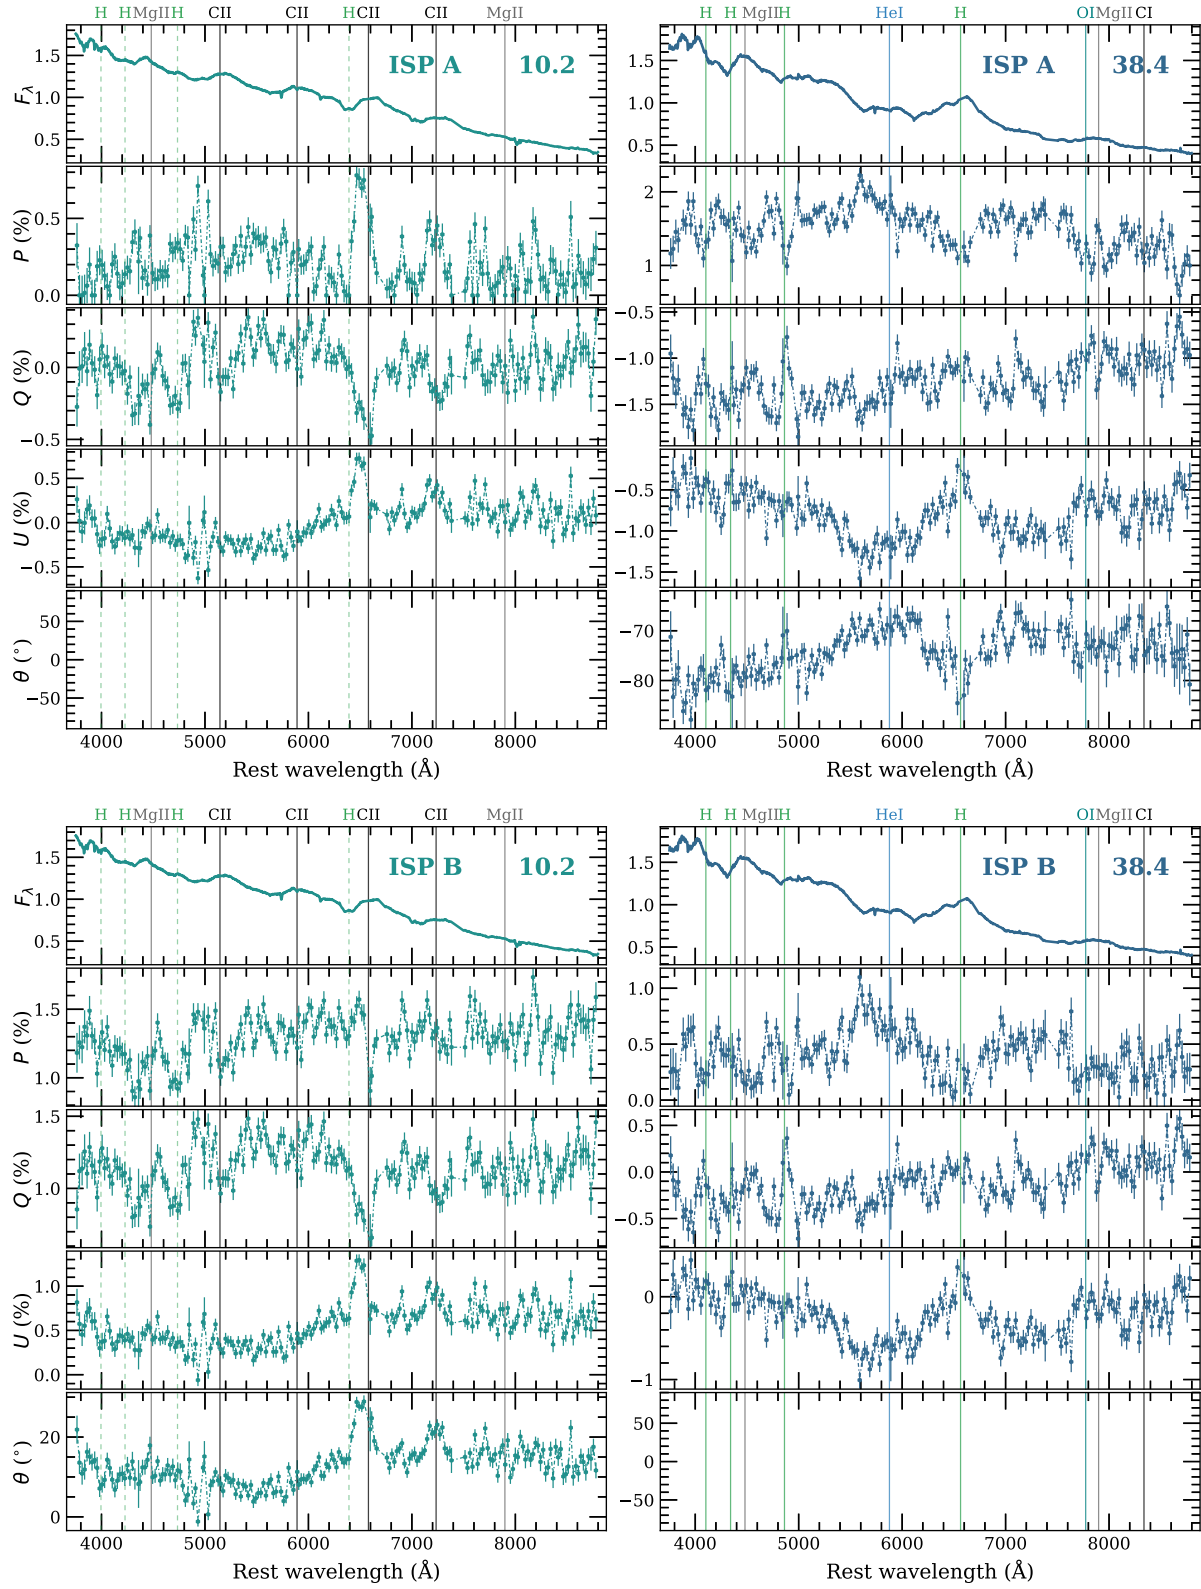 H H MgII H CII CII H CII CII MgII
ISP A 10.2
1.5
1.0
0.5
F_λ
0.5
0.0
P (%)
0.0
−0.5
Q (%)
0.5
0.0
−0.5
U (%)
50
0
−50
θ (°)
4000 5000 6000 7000 8000
Rest wavelength (Å)
H H MgII H HeI H OI MgII CI
ISP A 38.4
1.5
1.0
0.5
2
1
−0.5
−1.0
−1.5
−0.5
−1.0
−1.5
−70
−80
4000 5000 6000 7000 8000
Rest wavelength (Å)
H H MgII H CII CII H CII CII MgII
ISP B 10.2
1.5
1.0
0.5
F_λ
1.5
1.0
P (%)
1.5
1.0
Q (%)
1.0
0.5
0.0
U (%)
20
0
θ (°)
4000 5000 6000 7000 8000
Rest wavelength (Å)
H H MgII H HeI H OI MgII CI
ISP B 38.4
1.5
1.0
0.5
1.0
0.5
0.0
0.5
0.0
−0.5
0
−1
50
0
−50
4000 5000 6000 7000 8000
Rest wavelength (Å)